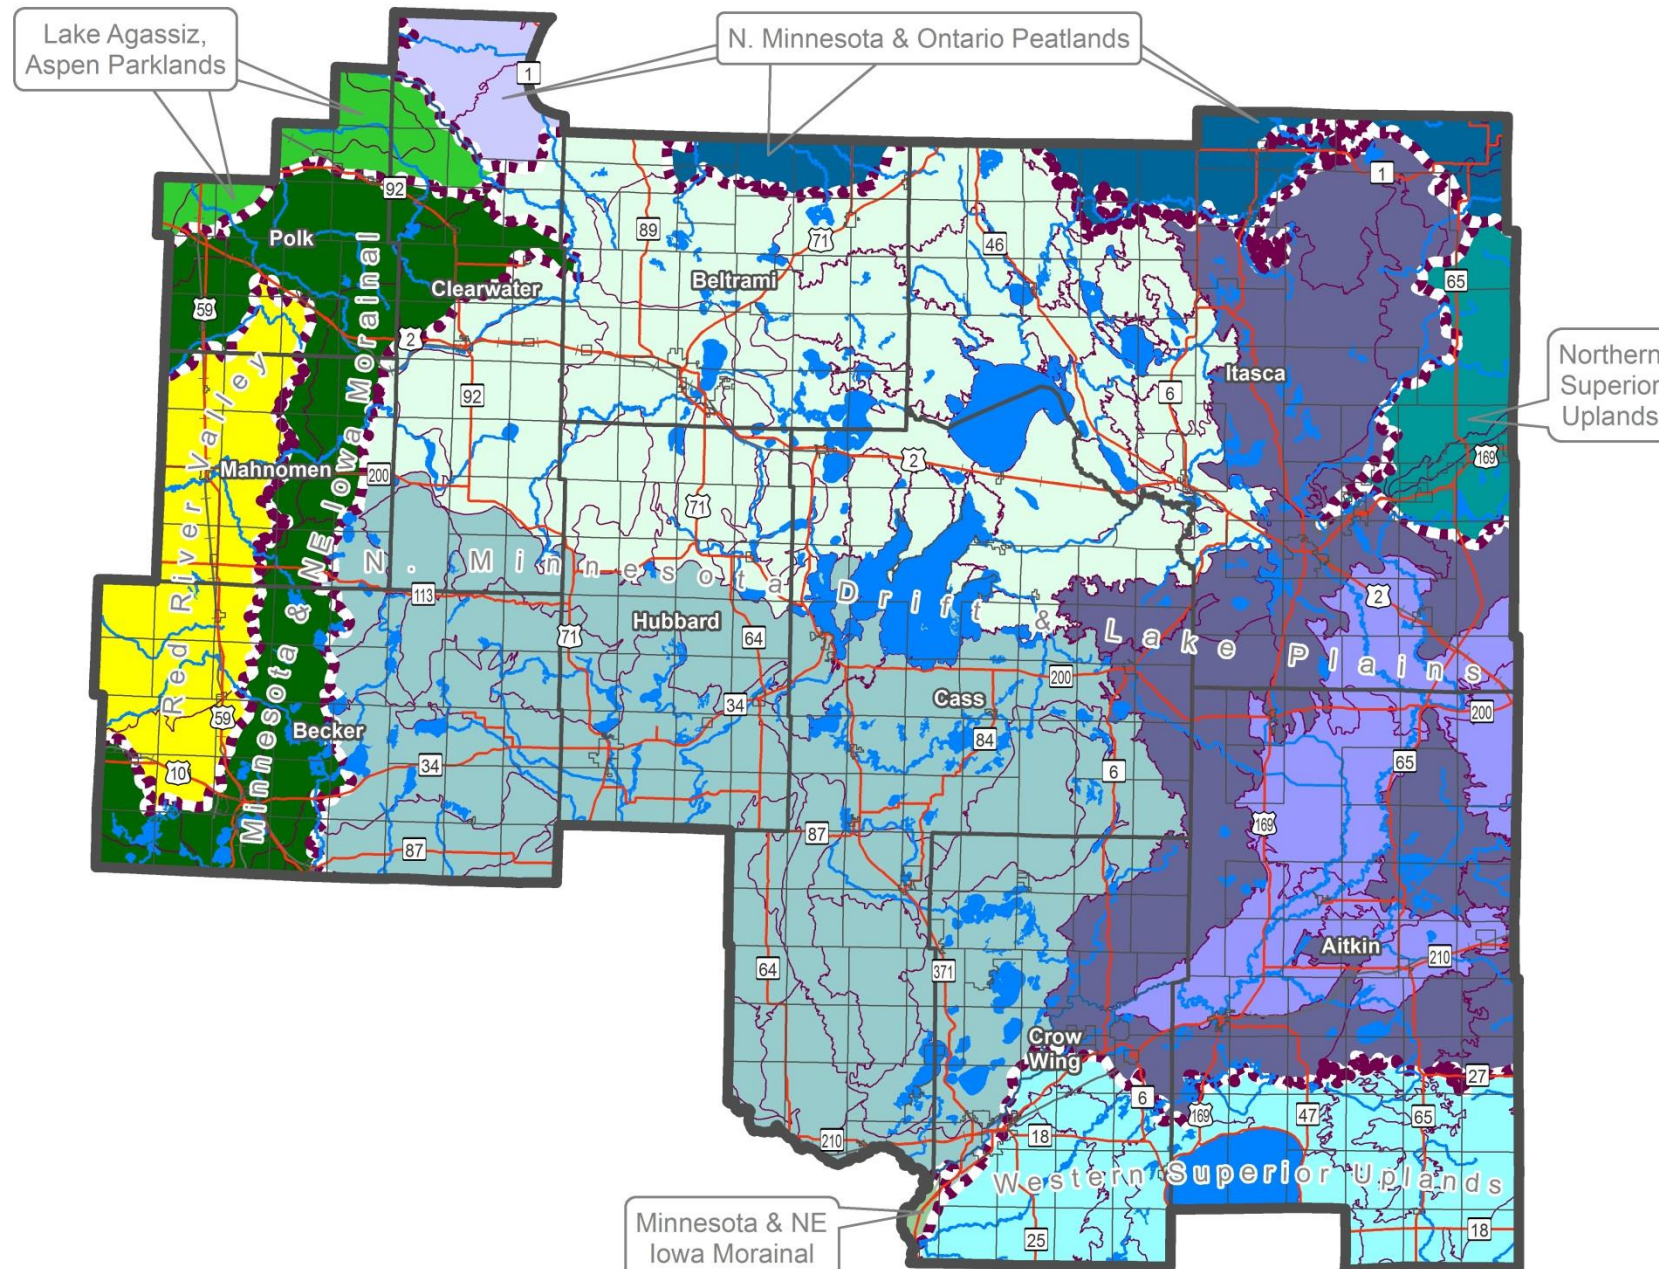 Lake Agassiz,
Aspen Parklands
N. Minnesota & Ontario Peatlands
1
92
Polk
89
71
46
1
65
59
Clearwater
Beltrami
2
92
Itasca
6
Northern
Superior
Uplands
Red River Valley
Minnesota & NE Iowa Morainal
Mahnomen
200
2
71
169
N. Minnesota Drift & Lake Plains
113
71
Hubbard
64
2
200
59
Becker
34
Cass
84
200
10
34
6
65
87
87
169
64
371
Aitkin
210
Crow
Wing
27
6
169
47
65
210
18
Western Superior Uplands
Minnesota & NE
Iowa Morainal
25
18